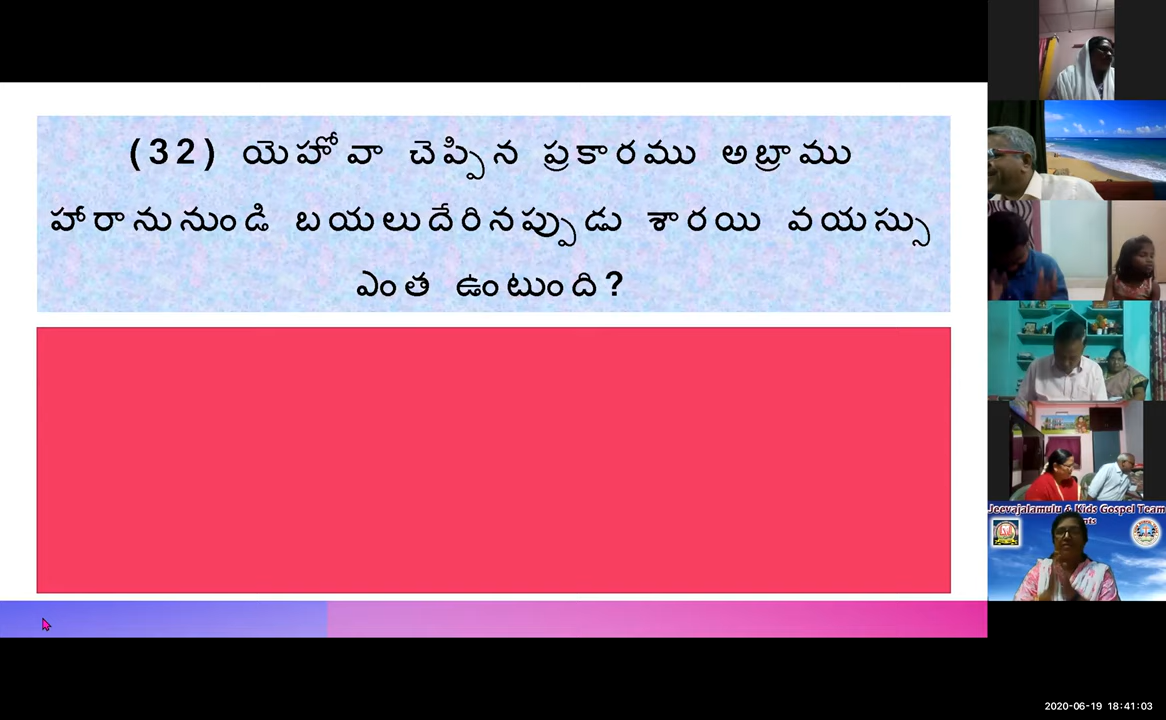 (32) యెహోవా చెప్పిన ప్రకారము అబ్రాము
హారానునుండి బయలుదేరినప్పుడు శారయి వయస్సు
ఎంత ఉంటుంది?
Jeevajalamulu & Kids Gospel Team
2020-06-19 18:41:03